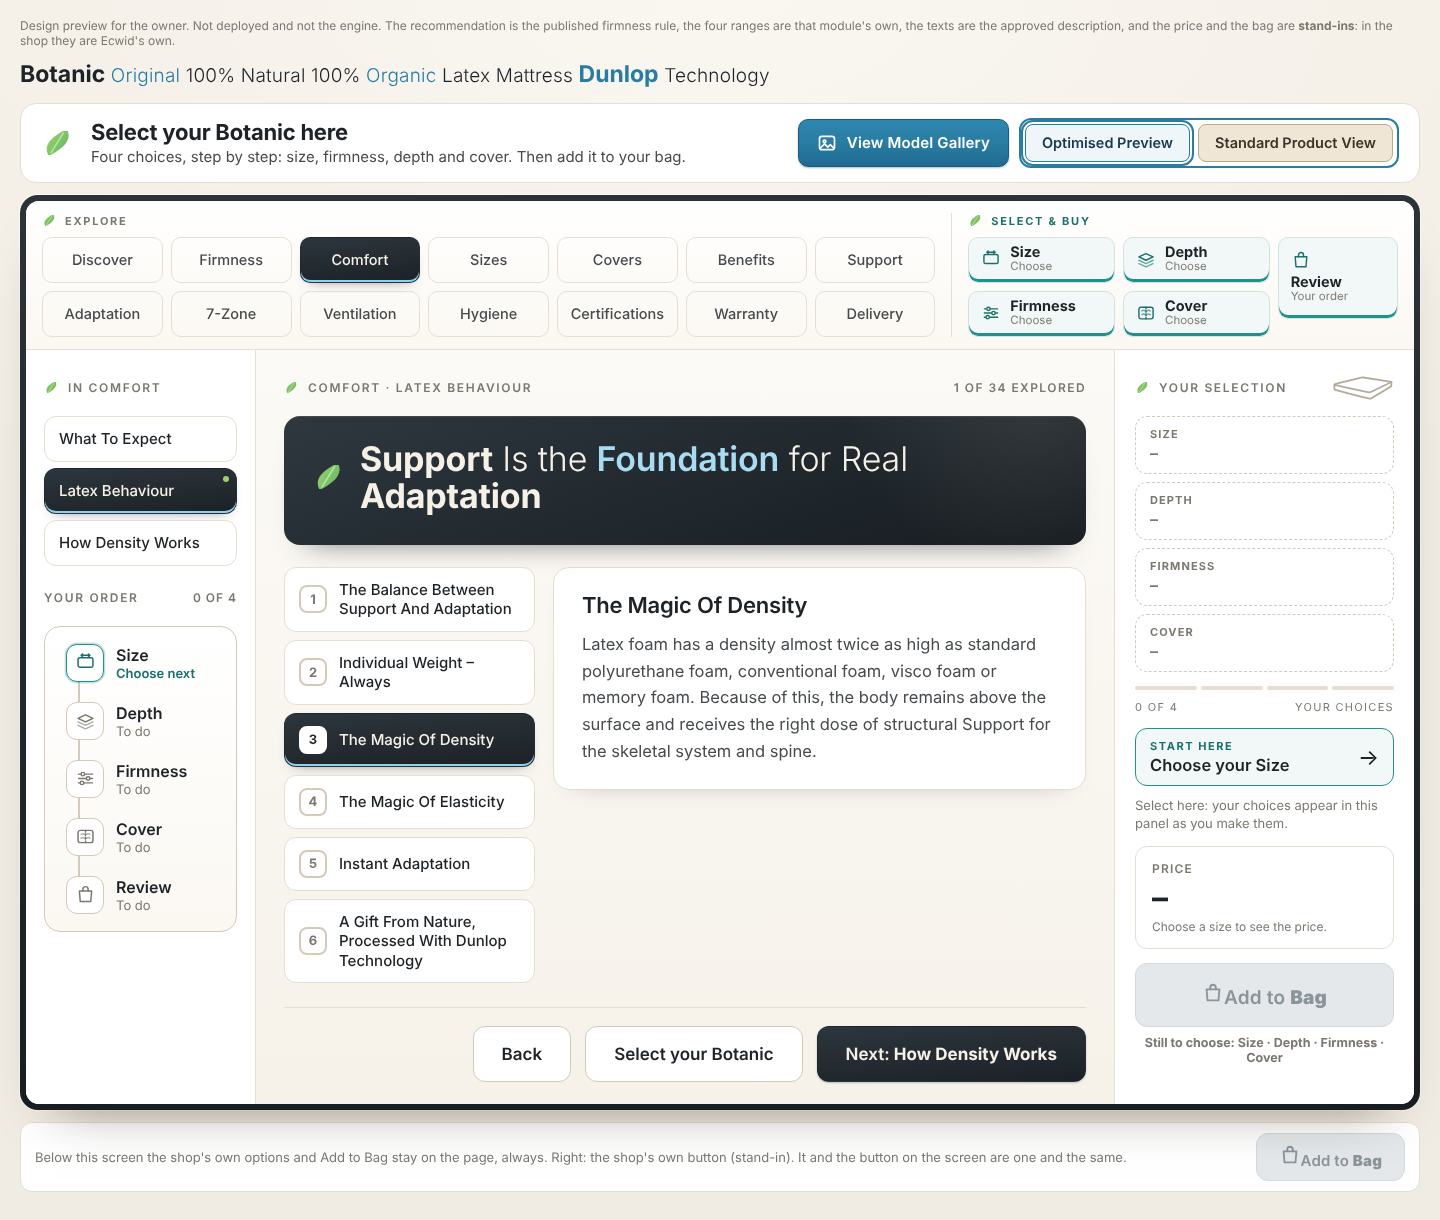 Design preview for the owner. Not deployed and not the engine. The recommendation is the published firmness rule, the four ranges are that module's own, the texts are the approved description, and the price and the bag are stand-ins: in the
shop they are Ecwid's own.
Botanic Original 100% Natural 100% Organic Latex Mattress Dunlop Technology
Select your Botanic here
Four choices, step by step: size, firmness, depth and cover. Then add it to your bag.
View Model Gallery
Optimised Preview
Standard Product View
EXPLORE
Discover
Firmness
Comfort
Sizes
Covers
Benefits
Support
Adaptation
7-Zone
Ventilation
Hygiene
Certifications
Warranty
Delivery
SELECT & BUY
Size
Choose
Depth
Choose
Firmness
Choose
Cover
Choose
Review
Your order
IN COMFORT
What To Expect
Latex Behaviour
How Density Works
YOUR ORDER
0 OF 4
Size
Choose next
Depth
To do
Firmness
To do
Cover
To do
Review
To do
COMFORT · LATEX BEHAVIOUR
1 OF 34 EXPLORED
Support Is the Foundation for Real
Adaptation
1
The Balance Between
Support And Adaptation
2
Individual Weight –
Always
3
The Magic Of Density
4
The Magic Of Elasticity
5
Instant Adaptation
6
A Gift From Nature,
Processed With Dunlop
Technology
The Magic Of Density
Latex foam has a density almost twice as high as standard
polyurethane foam, conventional foam, visco foam or
memory foam. Because of this, the body remains above the
surface and receives the right dose of structural Support for
the skeletal system and spine.
Back
Select your Botanic
Next: How Density Works
YOUR SELECTION
SIZE
–
DEPTH
–
FIRMNESS
–
COVER
–
0 OF 4
YOUR CHOICES
START HERE
Choose your Size
Select here: your choices appear in this
panel as you make them.
PRICE
–
Choose a size to see the price.
Add to Bag
Still to choose: Size · Depth · Firmness ·
Cover
Below this screen the shop's own options and Add to Bag stay on the page, always. Right: the shop's own button (stand-in). It and the button on the screen are one and the same.
Add to Bag